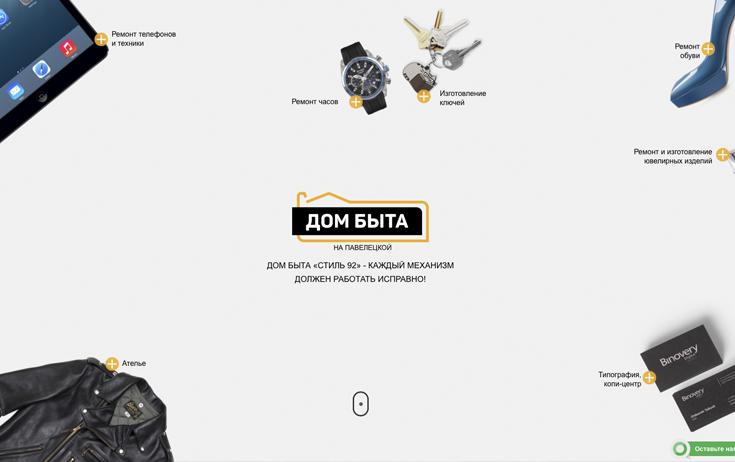 Ремонт телефонов
и техники
Ремонт часов
Изготовление
ключей
Ремонт
обуви
Ремонт и изготовление
ювелирных изделий
ДОМ БЫТА
НА ПАВЕЛЕЦКОЙ
ДОМ БЫТА «СТИЛЬ 92» - КАЖДЫЙ МЕХАНИЗМ
ДОЛЖЕН РАБОТАТЬ ИСПРАВНО!
Ателье
Типография,
копи-центр
Binovery
Binovery
Оставьте нам